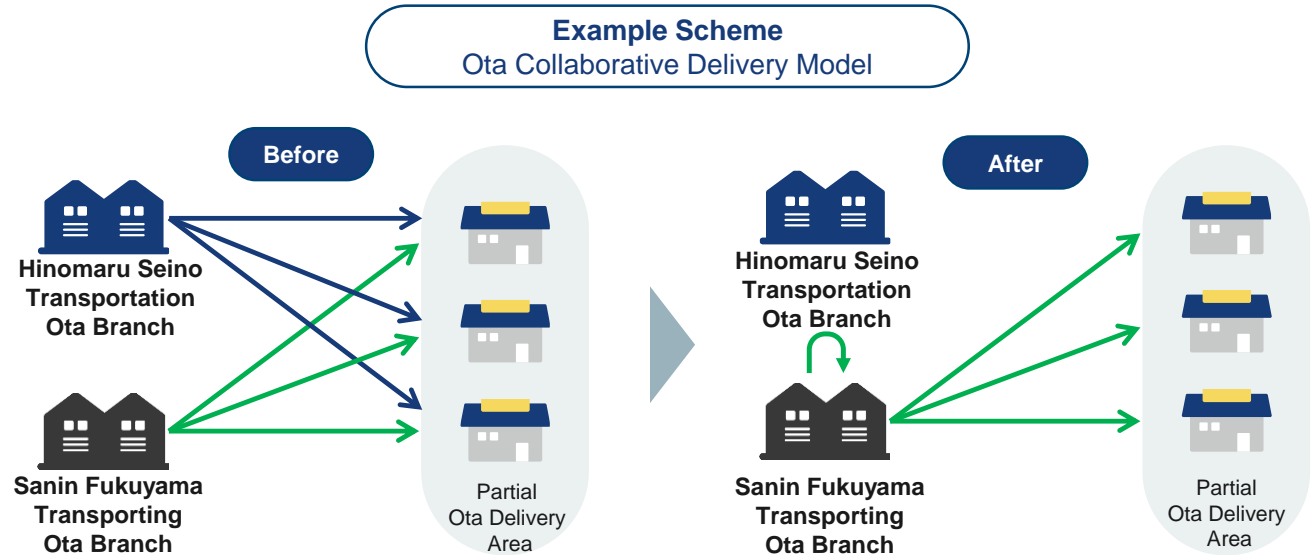 Example Scheme
Ota Collaborative Delivery Model
Before
Hinomaru Seino
Transportation
Ota Branch
Sanin Fukuyama
Transporting
Ota Branch
Partial
Ota Delivery
Area
After
Hinomaru Seino
Transportation
Ota Branch
Sanin Fukuyama
Transporting
Ota Branch
Partial
Ota Delivery
Area